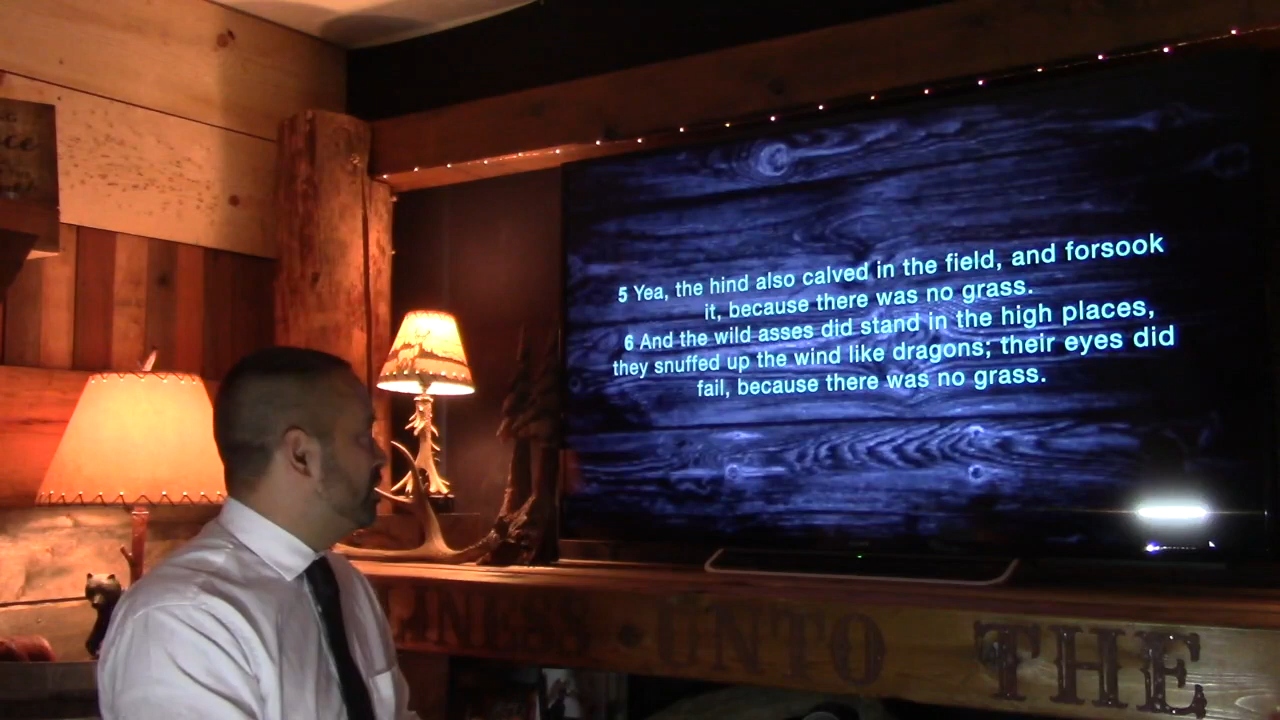 5 Yea, the hind also calved in the field, and forsook
it, because there was no grass.
6 And the wild asses did stand in the high places,
they snuffed up the wind like dragons; their eyes did
fail, because there was no grass.
INESS • UNTO THE